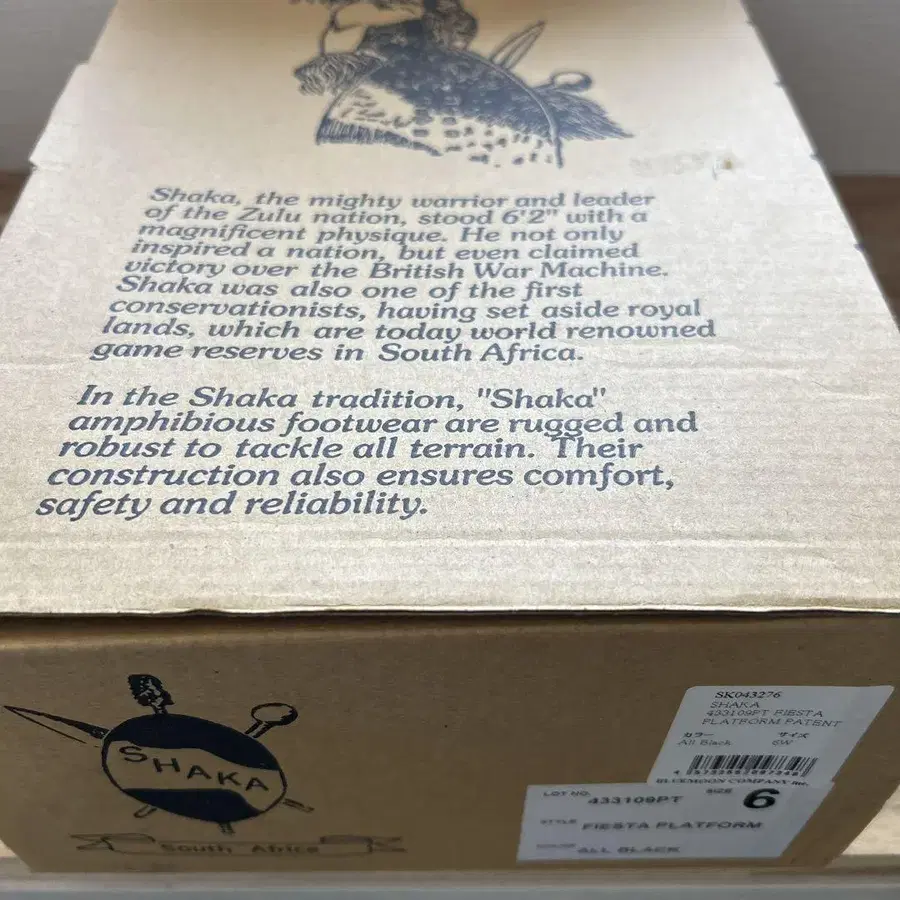 Shaka, the mighty warrior and leader
of the Zulu nation, stood 6'2" with a
magnificent physique. He not only
inspired a nation, but even claimed
victory over the British War Machine.
Shaka was also one of the first
conservationists, having set aside royal
lands, which are today world renowned
game reserves in South Africa.
In the Shaka tradition, "Shaka"
amphibious footwear are rugged and
robust to tackle all terrain. Their
construction also ensures comfort,
safety and reliability.
SHAKA
South Africa
SK043276
SHAKA
433109PT FIESTA
PLATFORM PATENT
カラー サイズ
All Black 6W
BLUEMOON COMPANY inc.
LOT NO. 433109PT SIZE 6
STYLE FIESTA PLATFORM
ALL BLACK